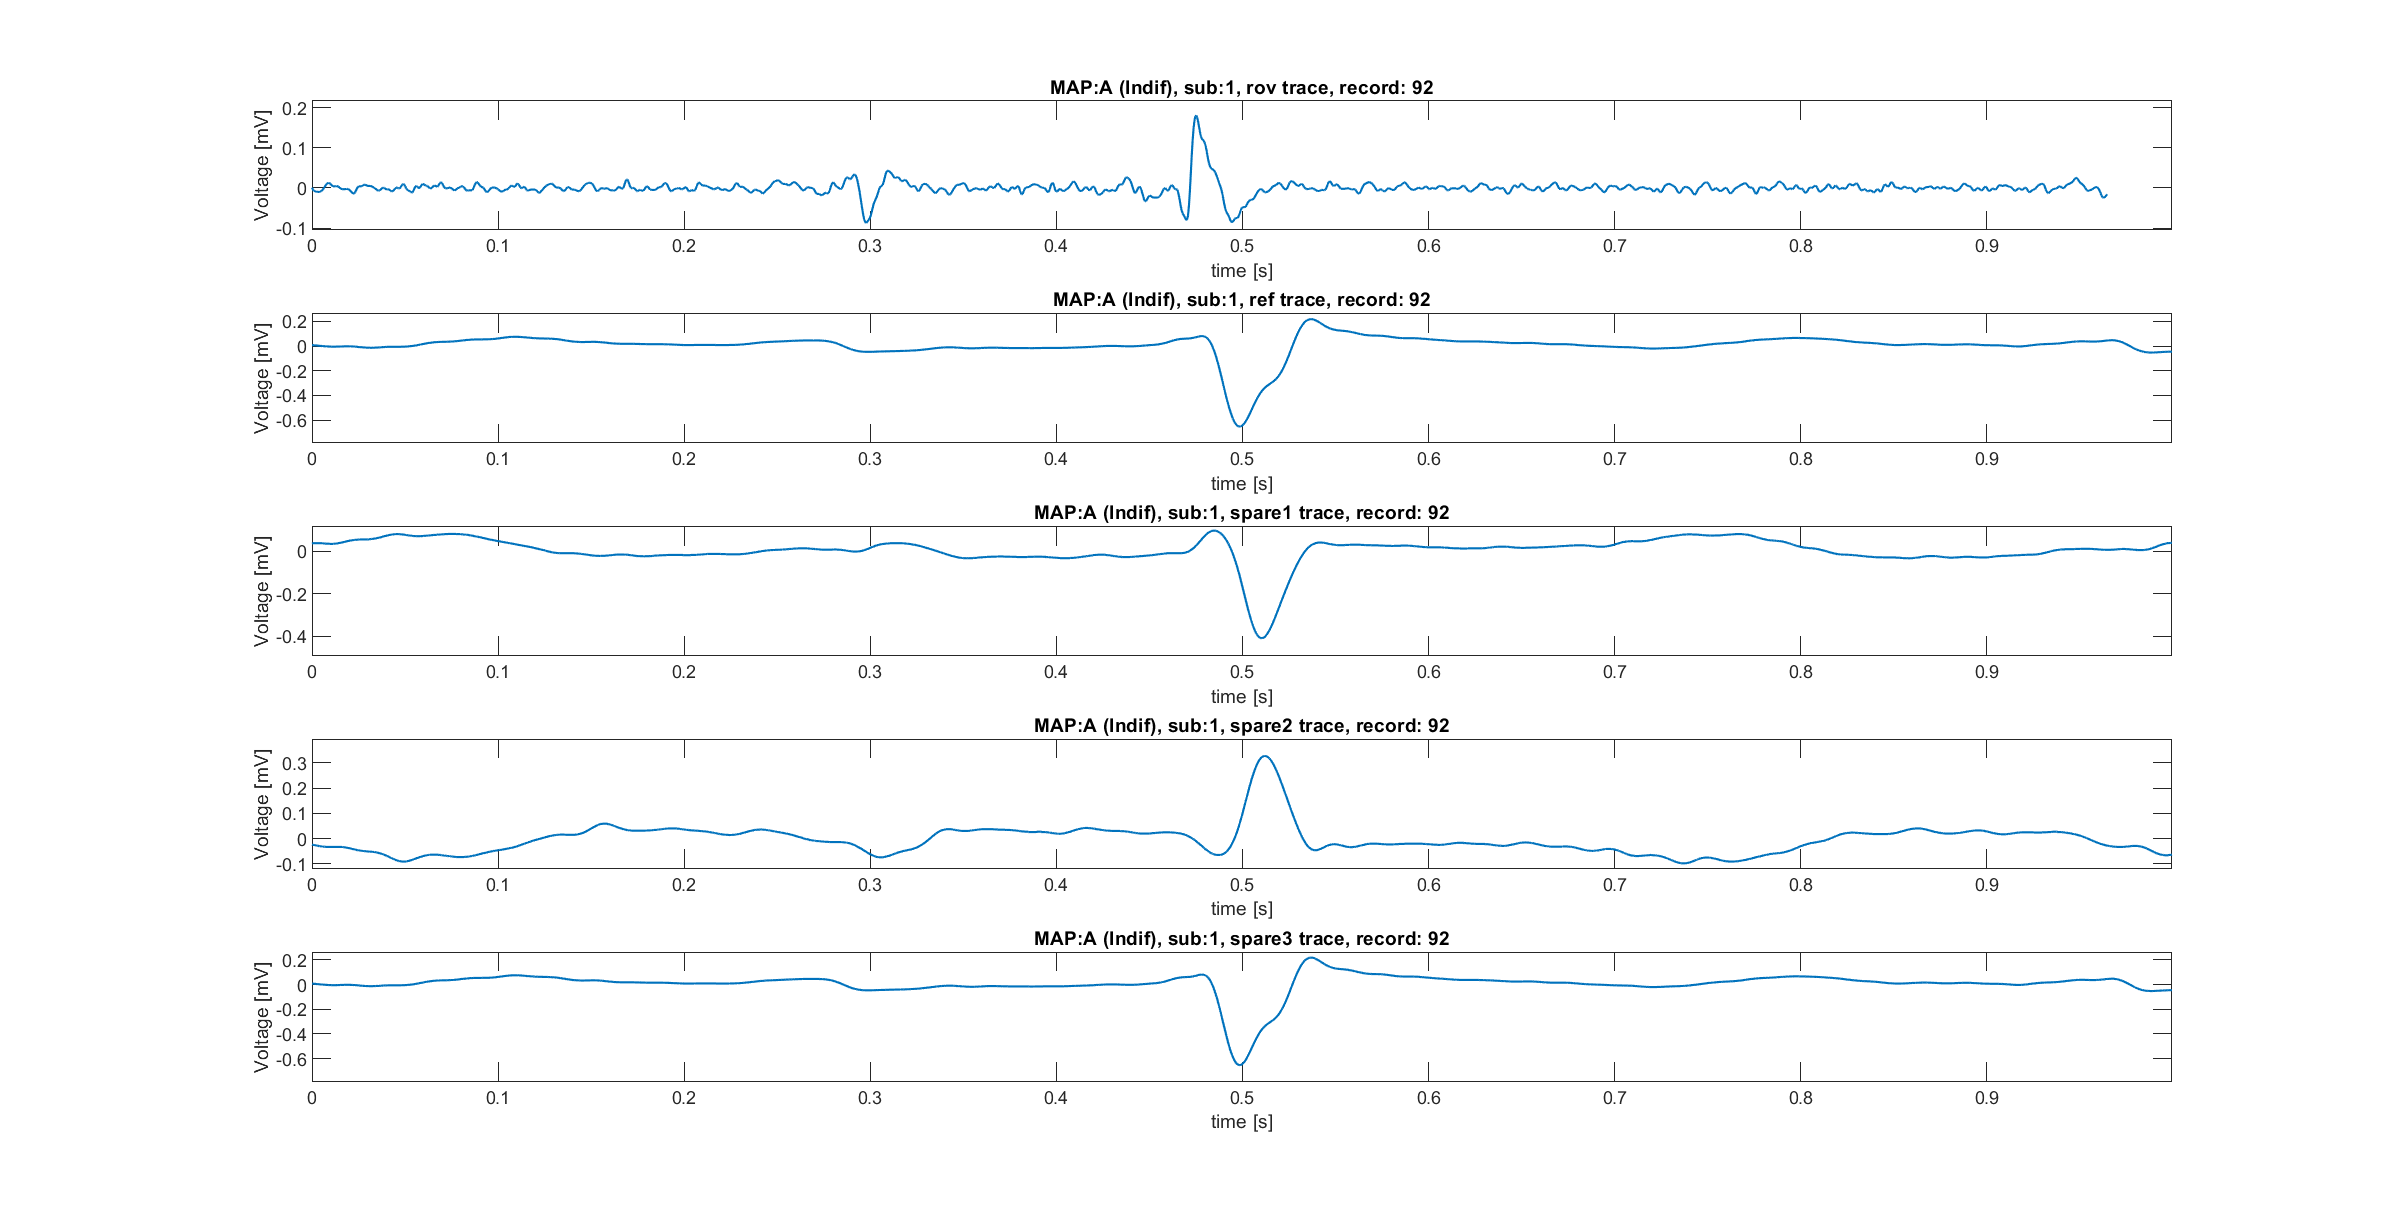 MAP:A (Indif), sub:1, rov trace, record: 92
Voltage [mV]
0.2
0.1
0
-0.1
0 0.1 0.2 0.3 0.4 0.5 0.6 0.7 0.8 0.9
time [s]
MAP:A (Indif), sub:1, ref trace, record: 92
Voltage [mV]
0.2
0
-0.2
-0.4
-0.6
0 0.1 0.2 0.3 0.4 0.5 0.6 0.7 0.8 0.9
time [s]
MAP:A (Indif), sub:1, spare1 trace, record: 92
Voltage [mV]
0
-0.2
-0.4
0 0.1 0.2 0.3 0.4 0.5 0.6 0.7 0.8 0.9
time [s]
MAP:A (Indif), sub:1, spare2 trace, record: 92
Voltage [mV]
0.3
0.2
0.1
0
-0.1
0 0.1 0.2 0.3 0.4 0.5 0.6 0.7 0.8 0.9
time [s]
MAP:A (Indif), sub:1, spare3 trace, record: 92
Voltage [mV]
0.2
0
-0.2
-0.4
-0.6
0 0.1 0.2 0.3 0.4 0.5 0.6 0.7 0.8 0.9
time [s]